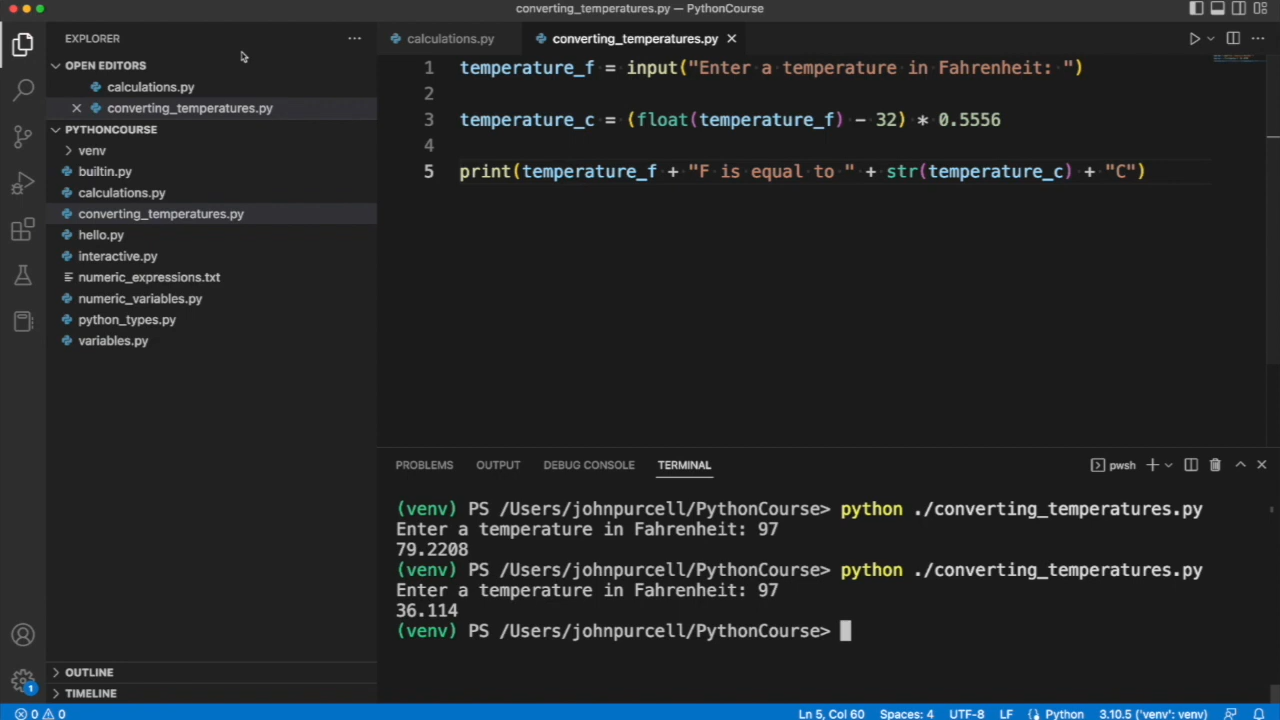 converting_temperatures.py — PythonCourse
EXPLORER
OPEN EDITORS
calculations.py
converting_temperatures.py
PYTHONCOURSE
venv
builtin.py
calculations.py
converting_temperatures.py
hello.py
interactive.py
numeric_expressions.txt
numeric_variables.py
python_types.py
variables.py
OUTLINE
TIMELINE
calculations.py converting_temperatures.py
1 temperature_f = input("Enter a temperature in Fahrenheit: ")
2
3 temperature_c = (float(temperature_f) - 32) * 0.5556
4
5 print(temperature_f + "F is equal to " + str(temperature_c) + "C")
PROBLEMS OUTPUT DEBUG CONSOLE TERMINAL pwsh
(venv) PS /Users/johnpurcell/PythonCourse> python ./converting_temperatures.py
Enter a temperature in Fahrenheit: 97
79.2208
(venv) PS /Users/johnpurcell/PythonCourse> python ./converting_temperatures.py
Enter a temperature in Fahrenheit: 97
36.114
(venv) PS /Users/johnpurcell/PythonCourse>
1
0 0 Ln 5, Col 60 Spaces: 4 UTF-8 LF Python 3.10.5 ('venv': venv)